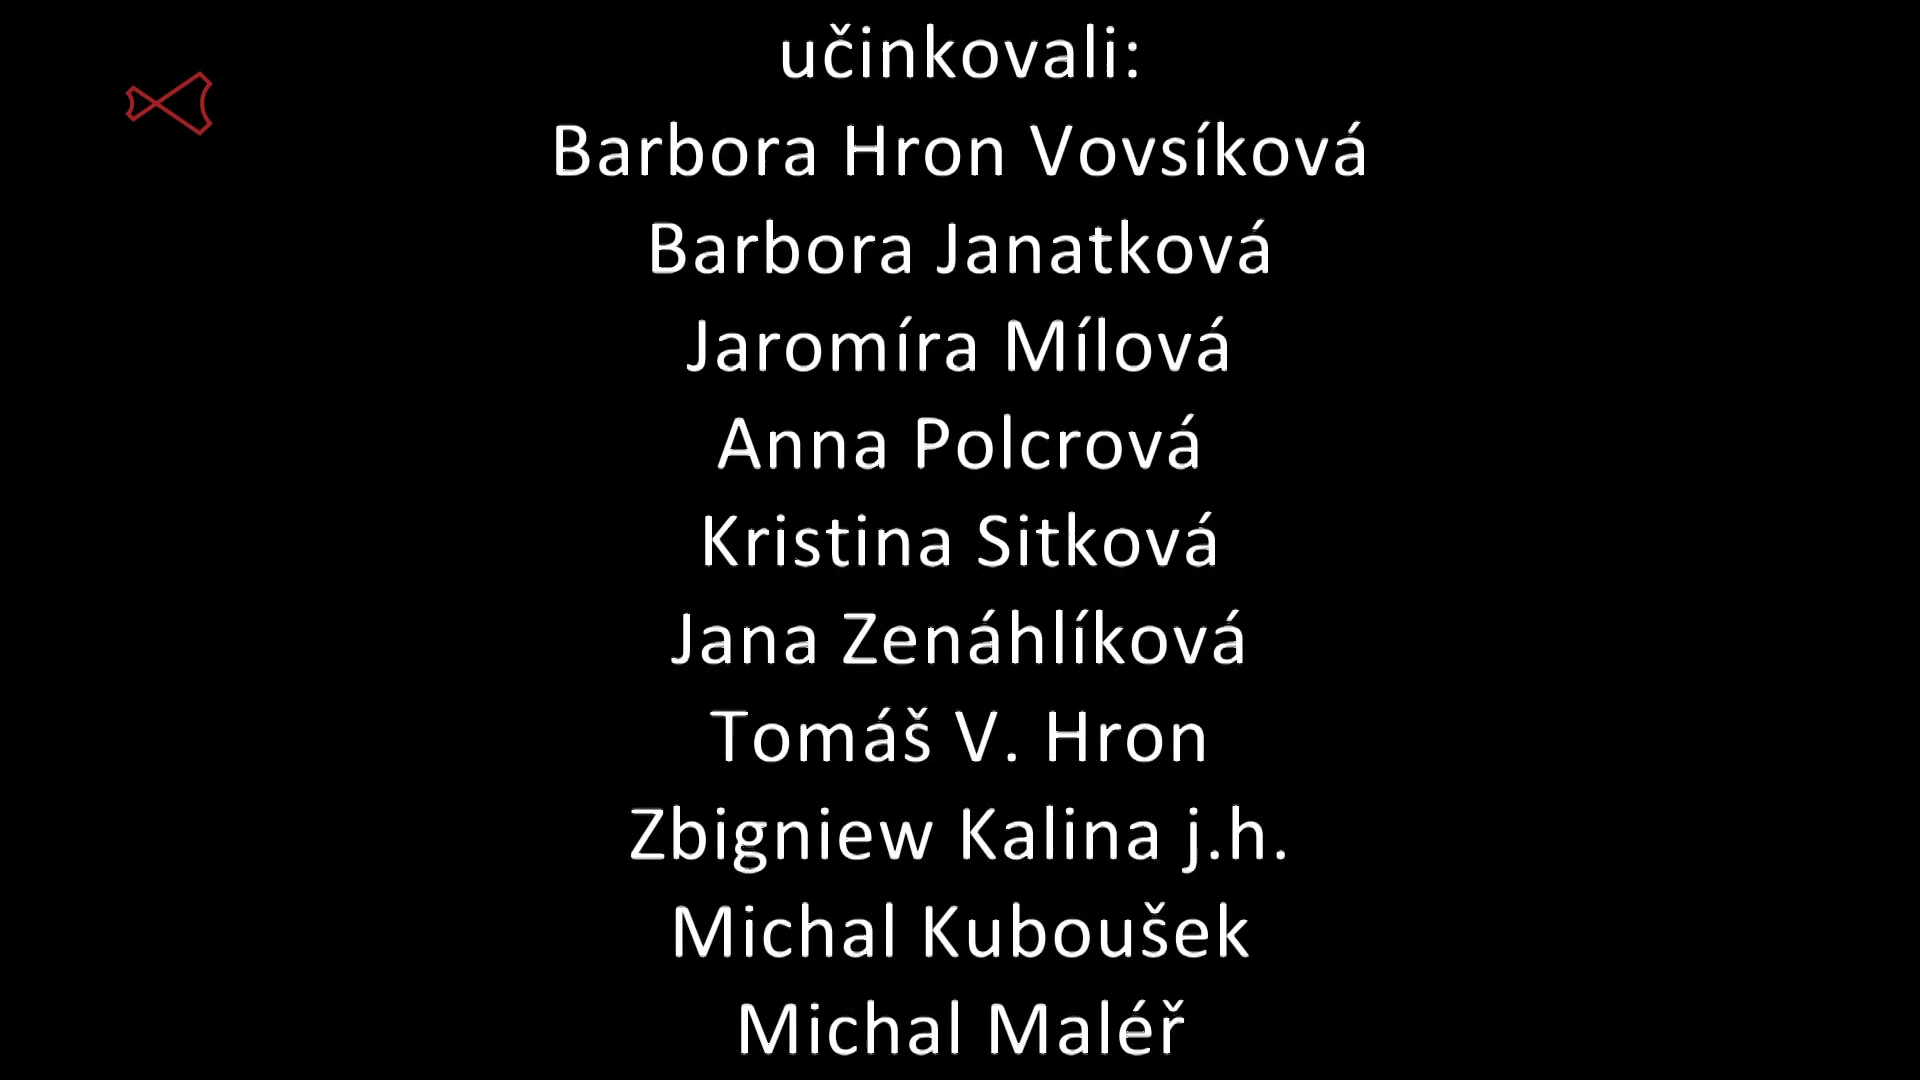 učinkovali:
Barbora Hron Vovsíková
Barbora Janatková
Jaromíra Mílová
Anna Polcrová
Kristina Sitková
Jana Zenáhlíková
Tomáš V. Hron
Zbigniew Kalina j.h.
Michal Kuboušek
Michal Maléř